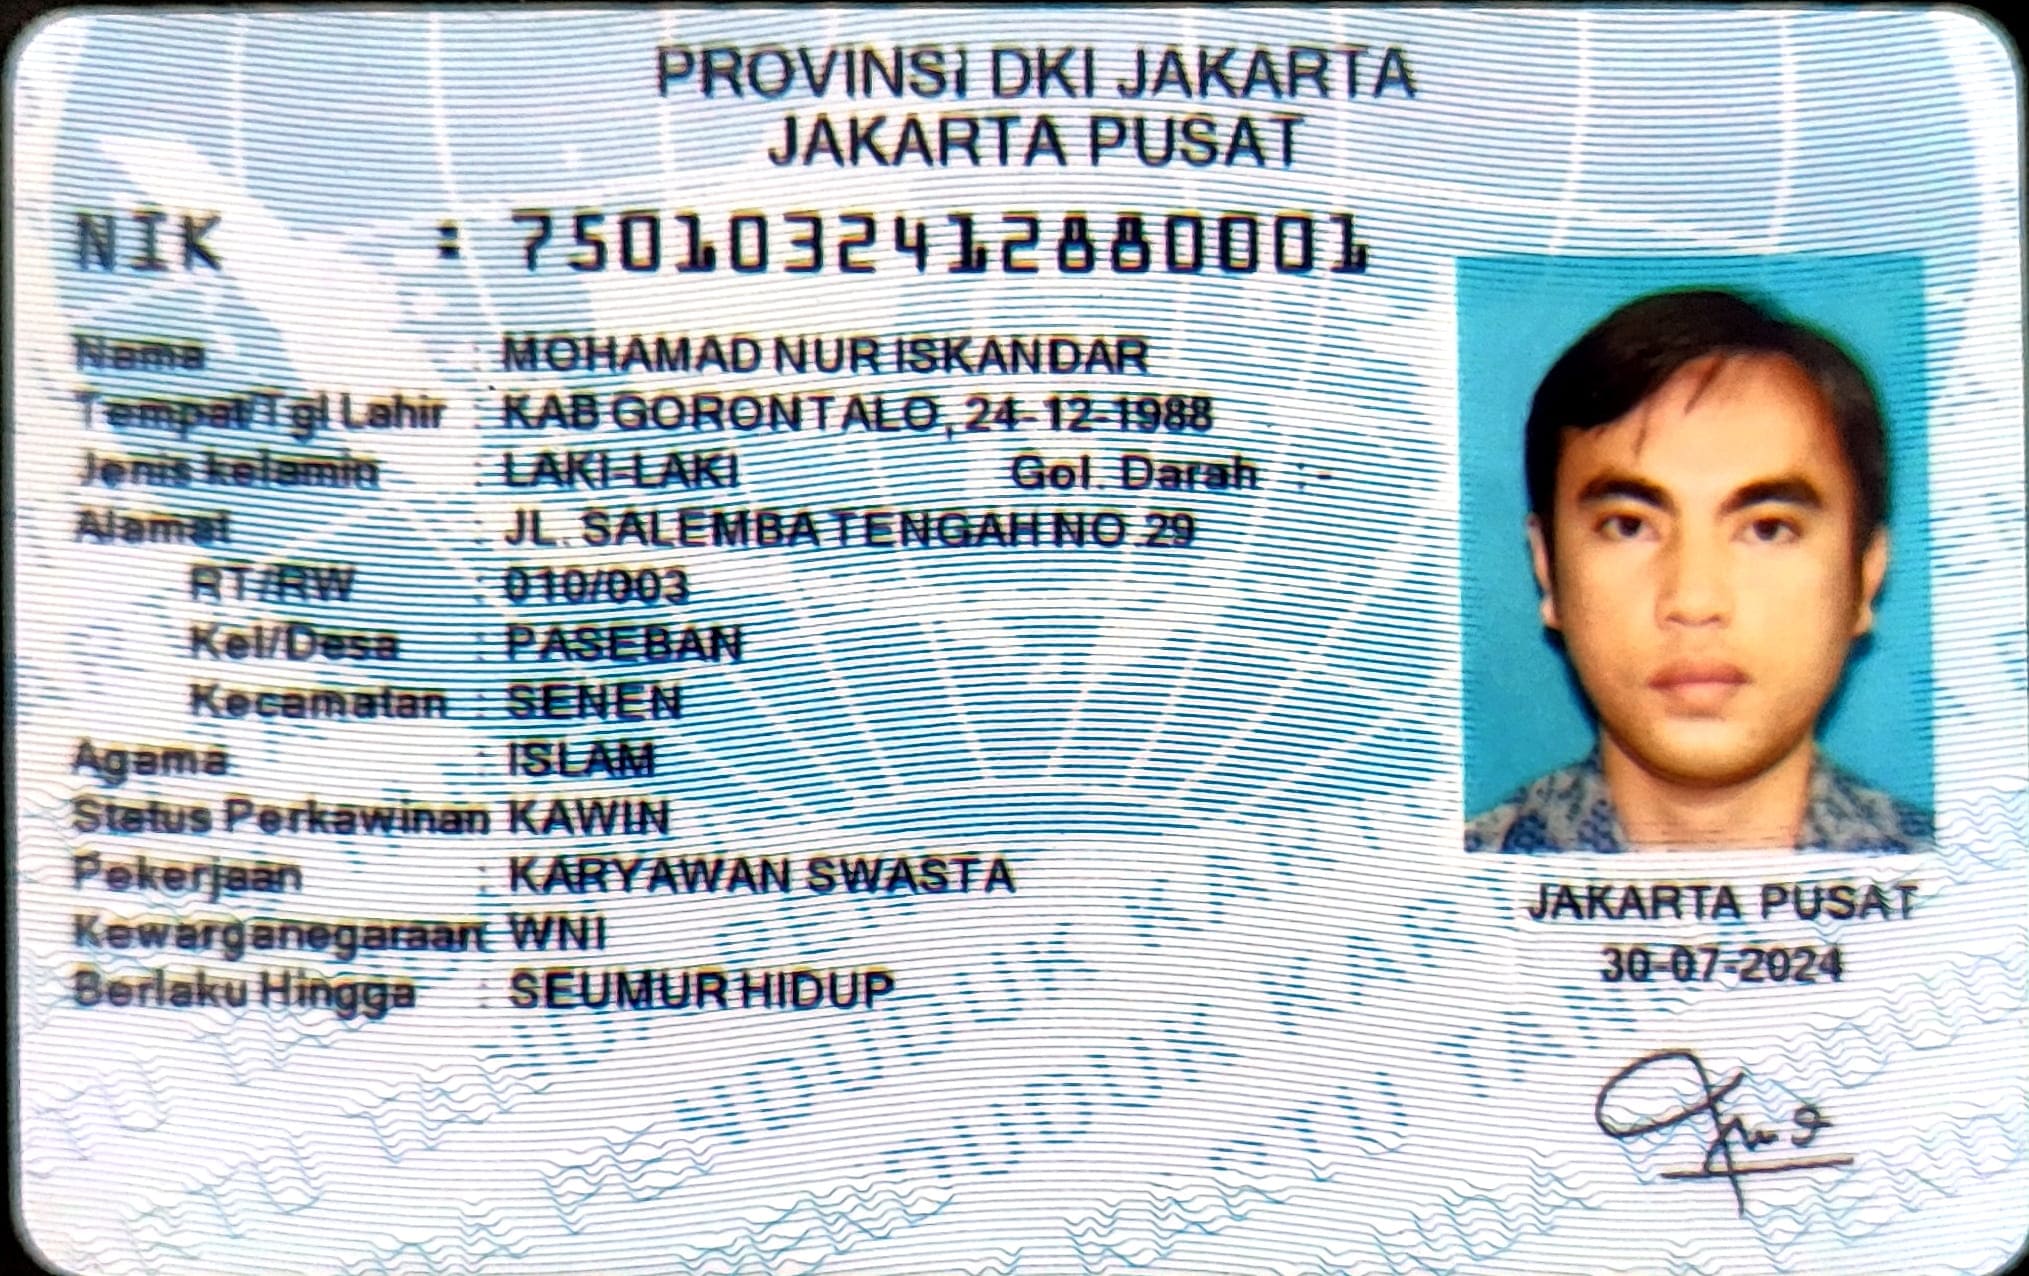 PROVINSI DKI JAKARTA
JAKARTA PUSAT
NIK : 7501032412880001
Nama : MOHAMAD NUR ISKANDAR
Tempat/Tgl Lahir : KAB GORONTALO, 24-12-1988
Jenis kelamin : LAKI-LAKI Gol. Darah : -
Alamat : JL. SALEMBA TENGAH NO.29
RT/RW : 010/003
Kel/Desa : PASEBAN
Kecamatan : SENEN
Agama : ISLAM
Status Perkawinan KAWIN
Pekerjaan : KARYAWAN SWASTA
Kewarganegaraan WNI
Berlaku Hingga : SEUMUR HIDUP
JAKARTA PUSAT
30-07-2024